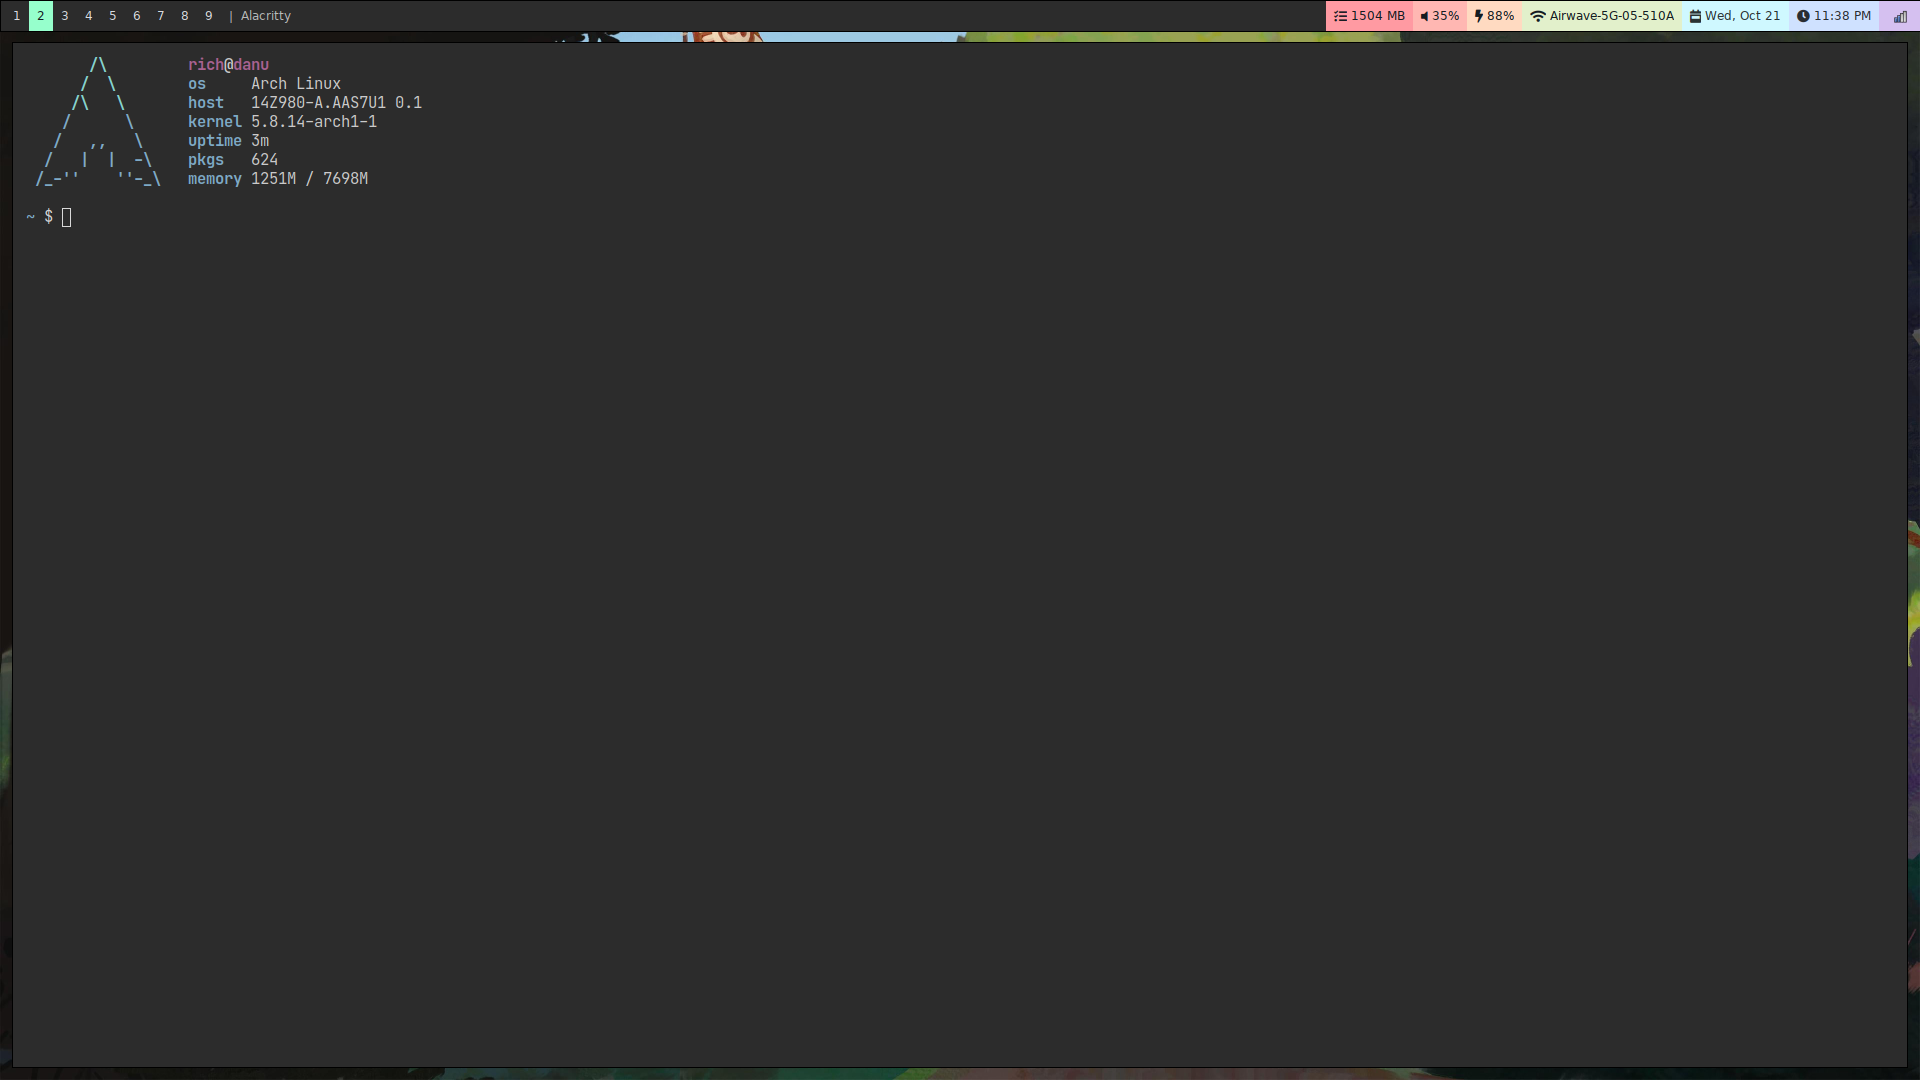 1 2 3 4 5 6 7 8 9 | Alacritty 1504 MB 35% 88% Airwave-5G-05-510A Wed, Oct 21 11:38 PM
/\ rich@danu
/  \ os Arch Linux
/\   \ host 14Z980-A.AAS7U1 0.1
/      \ kernel 5.8.14-arch1-1
/   ,,   \ uptime 3m
/   |  |  -\ pkgs 624
/_-''    ''-_\ memory 1251M / 7698M
~ $